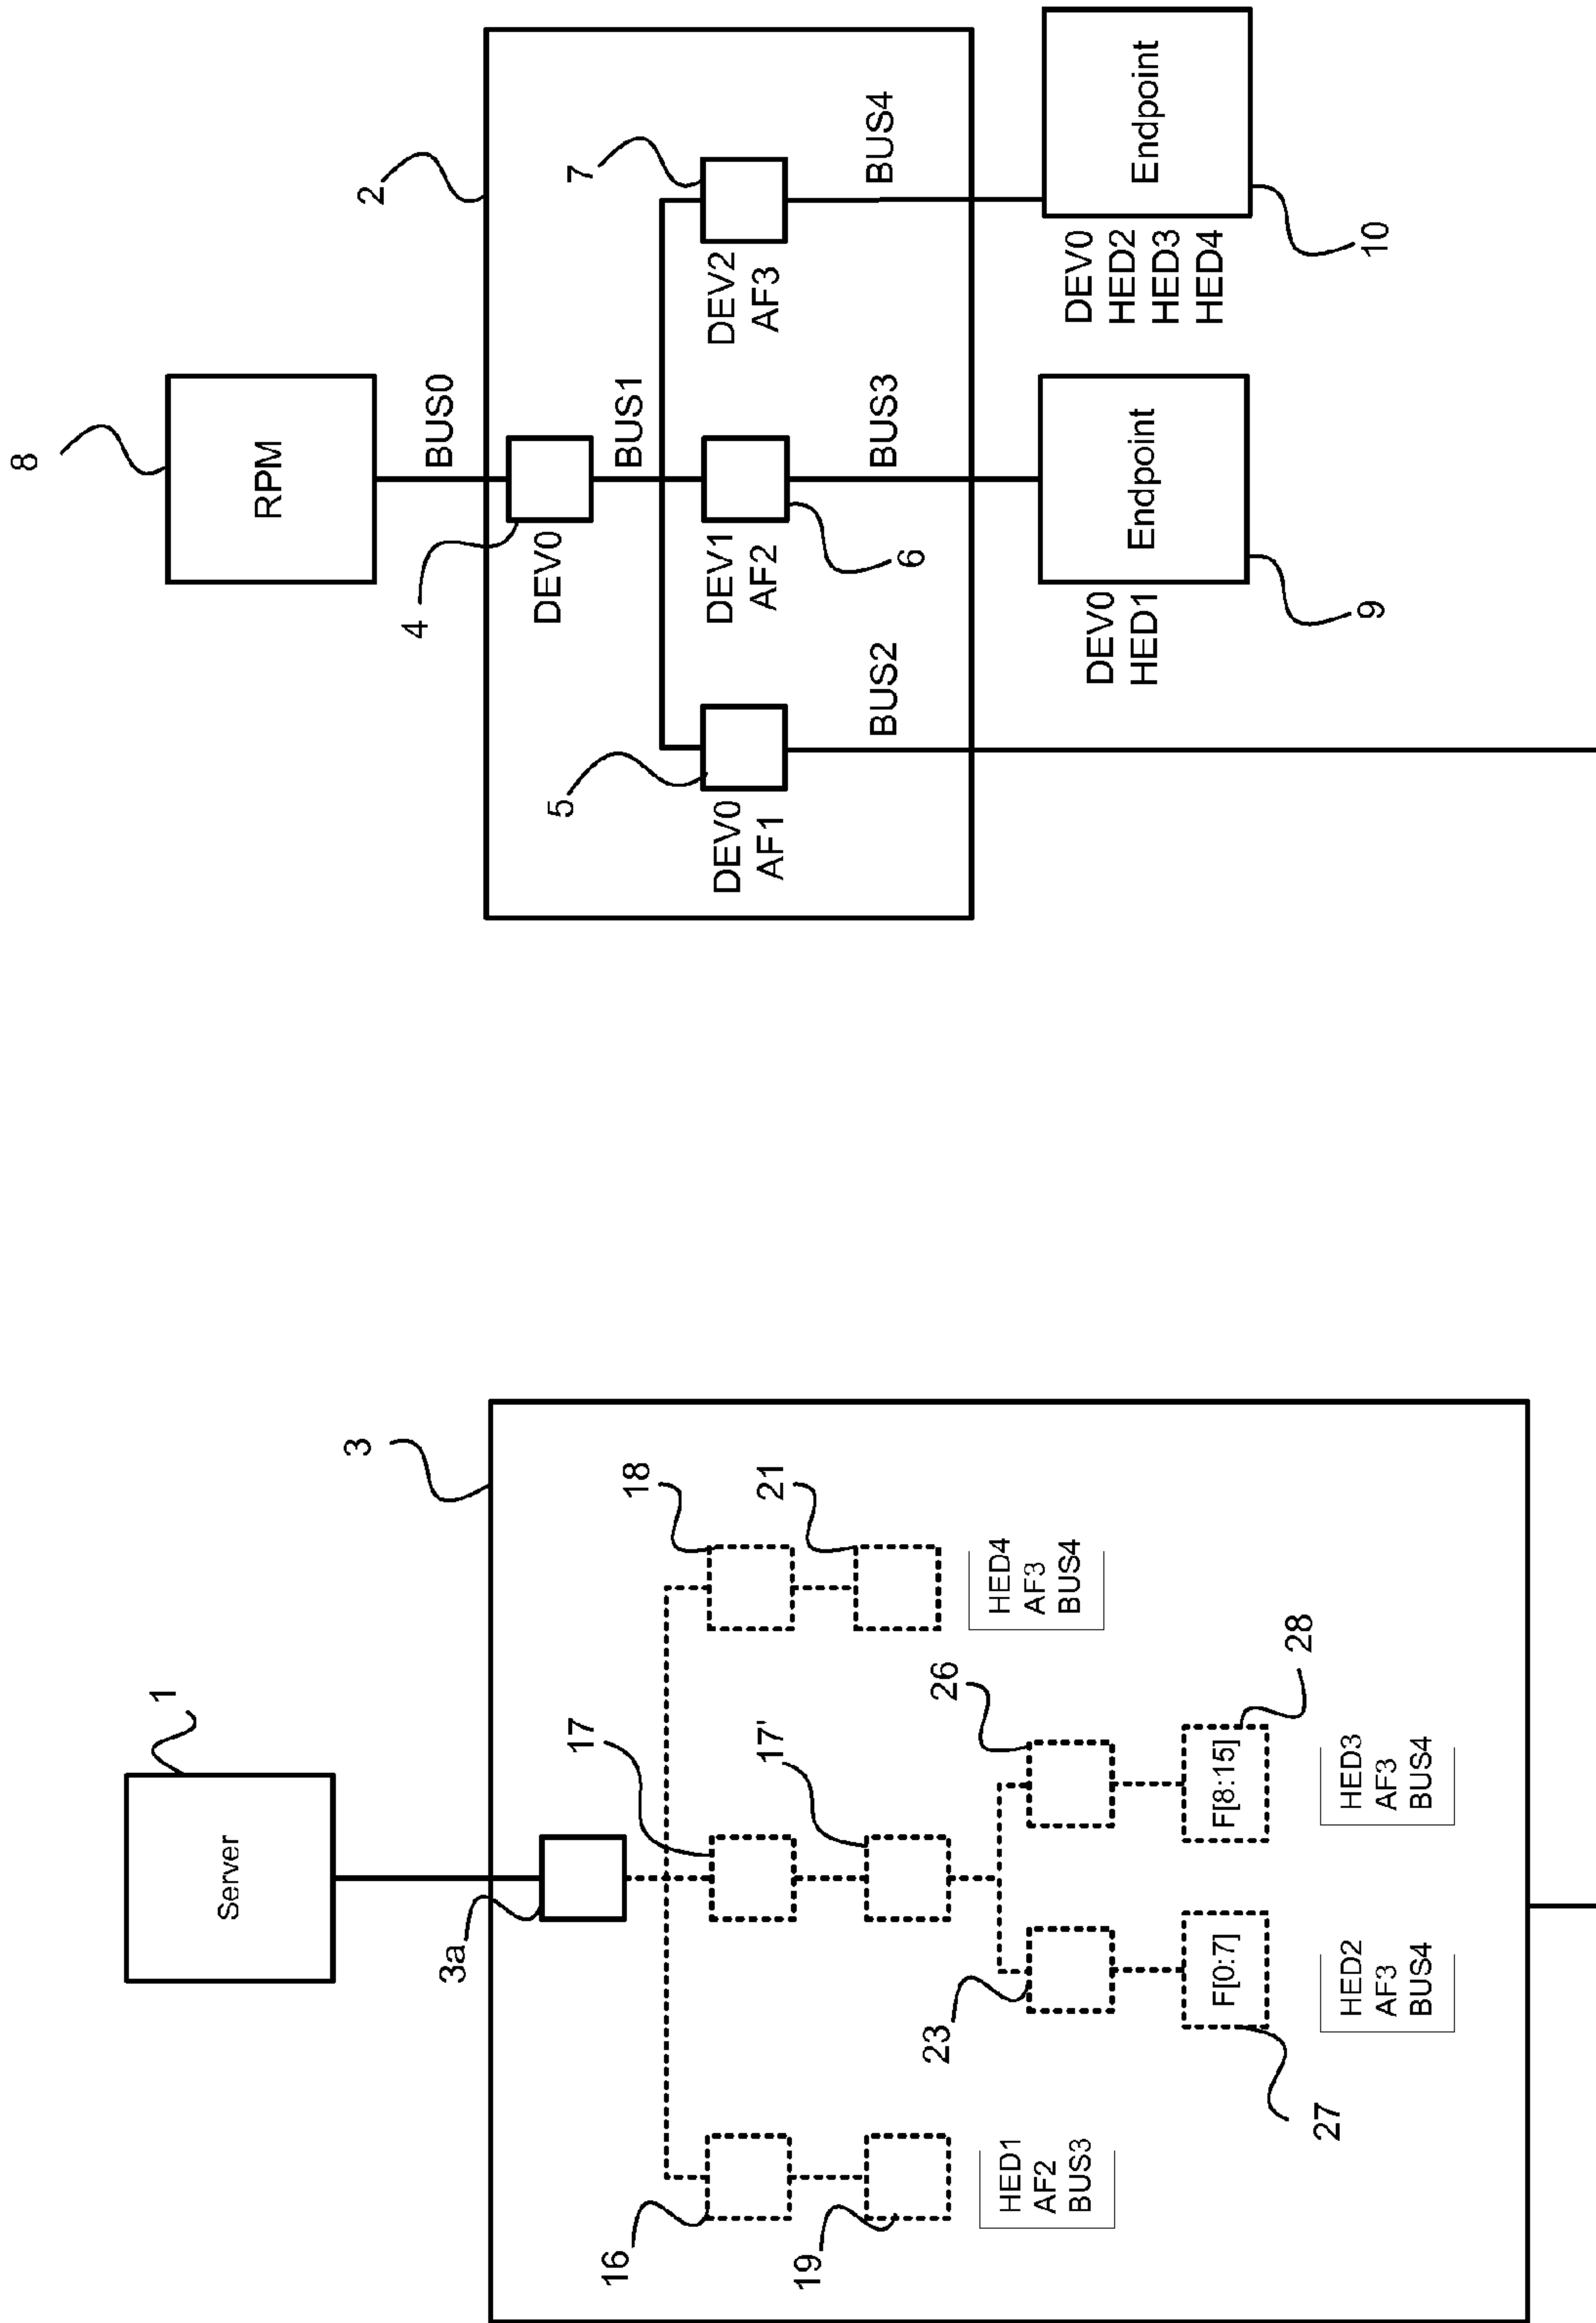 1
Server
3
3a
17
18
16
17'
21
19
HED1
AF2
BUS3
HED4
AF3
BUS4
23
26
F[0:7]
F[8:15]
27
28
HED2
AF3
BUS4
HED3
AF3
BUS4
8
RPM
BUS0
2
4
DEV0
BUS1
5
7
DEV0
AF1
DEV1
AF2
DEV2
AF3
6
BUS2
BUS3
BUS4
DEV0
HED1
Endpoint
9
DEV0
HED2
HED3
HED4
Endpoint
10